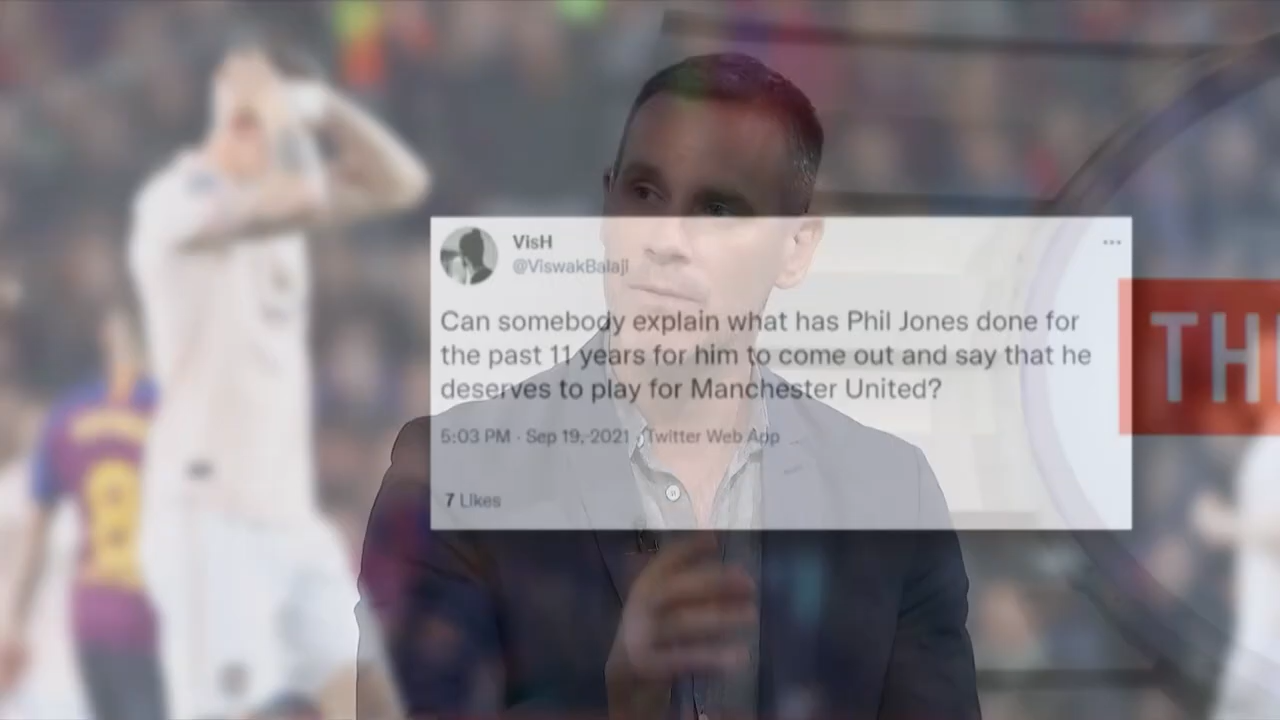 VisH
@ViswakBalaji
Can somebody explain what has Phil Jones done for
the past 11 years for him to come out and say that he
deserves to play for Manchester United?
5:03 PM · Sep 19, 2021 · Twitter Web App
7 Likes
TH
8